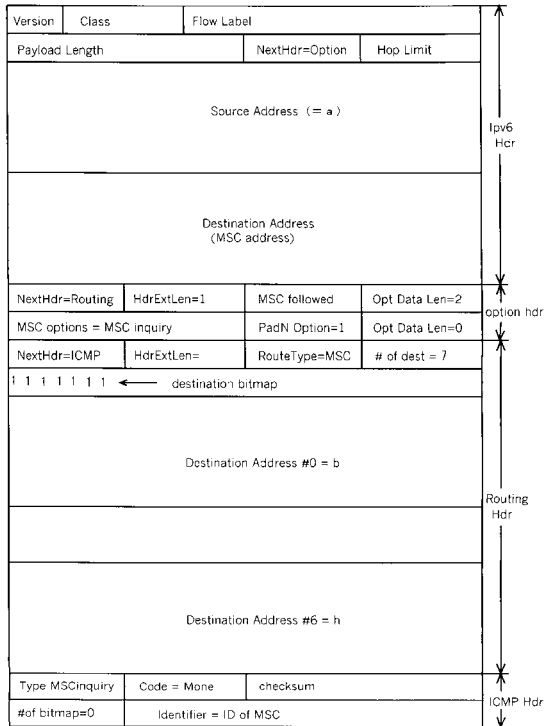 Version Class Flow Label
Payload Length NextHdr=Option Hop Limit
Source Address (= a)
Ipv6
Hdr
Destination Address
(MSC address)
NextHdr=Routing HdrExtLen=1 MSC followed Opt Data Len=2
option hdr
MSC options = MSC inquiry PadN Option=1 Opt Data Len=0
NextHdr=ICMP HdrExtLen= RouteType=MSC # of dest = 7
1 1 1 1 1 1 1 ← destination bitmap
Destination Address #0 = b
Routing
Hdr
Destination Address #6 = h
Type MSCinquiry Code = Mone checksum
ICMP Hdr
#of bitmap=0 Identifier = ID of MSC